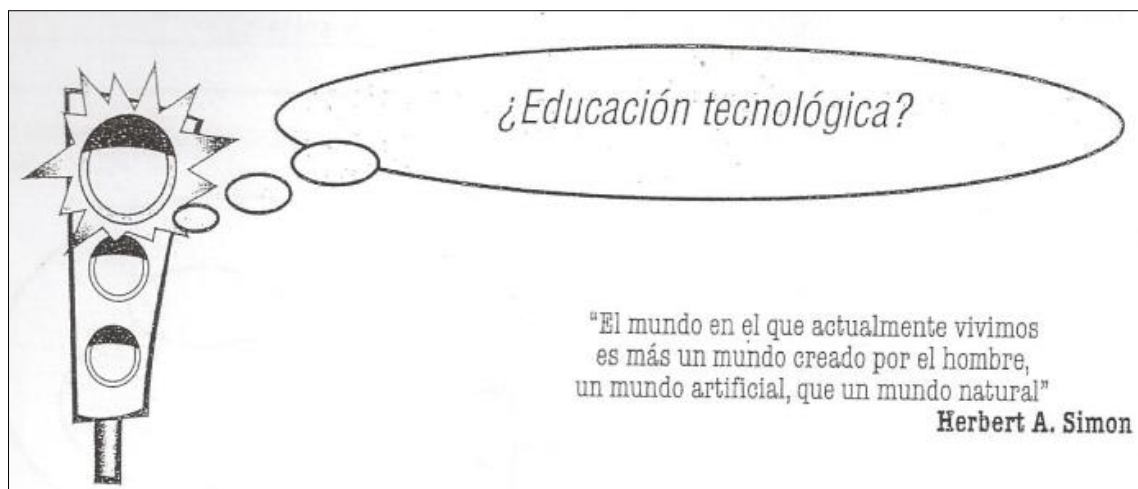 ¿Educación tecnológica?
“El mundo en el que actualmente vivimos
es más un mundo creado por el hombre,
un mundo artificial, que un mundo natural”
Herbert A. Simon